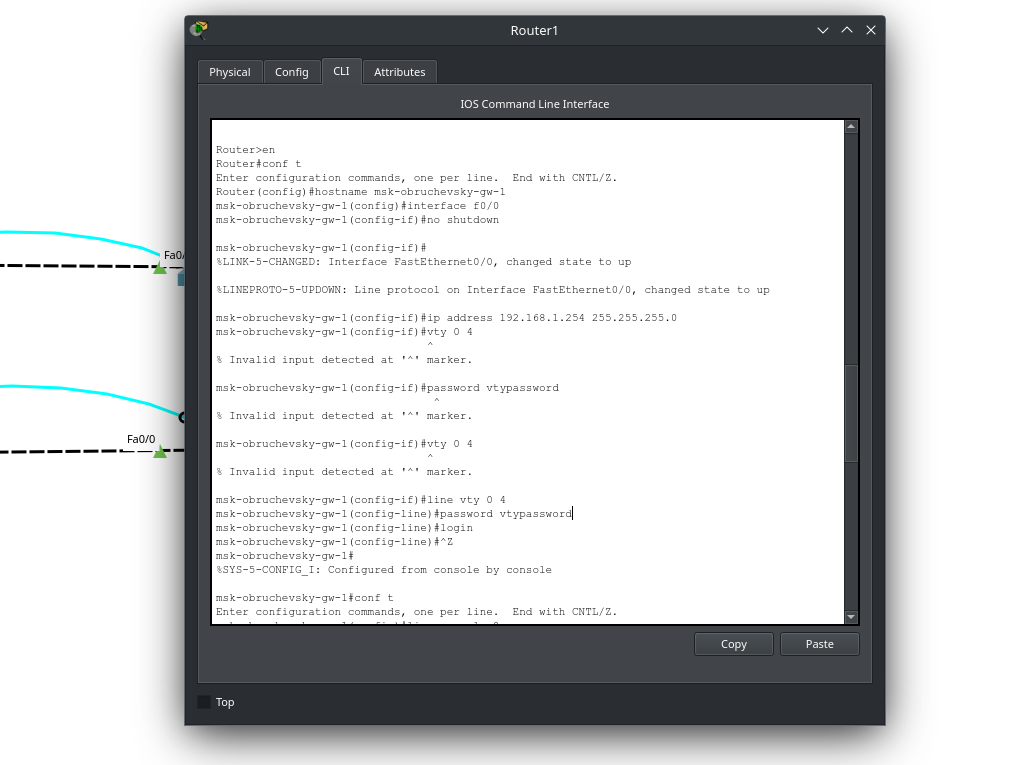 Router1
Physical
Config
CLI
Attributes
IOS Command Line Interface
Router>en
Router#conf t
Enter configuration commands, one per line.  End with CNTL/Z.
Router(config)#hostname msk-obruchevsky-gw-1
msk-obruchevsky-gw-1(config)#interface f0/0
msk-obruchevsky-gw-1(config-if)#no shutdown
msk-obruchevsky-gw-1(config-if)#
%LINK-5-CHANGED: Interface FastEthernet0/0, changed state to up
%LINEPROTO-5-UPDOWN: Line protocol on Interface FastEthernet0/0, changed state to up
msk-obruchevsky-gw-1(config-if)#ip address 192.168.1.254 255.255.255.0
msk-obruchevsky-gw-1(config-if)#vty 0 4
^
% Invalid input detected at '^' marker.
msk-obruchevsky-gw-1(config-if)#password vtypassword
^
% Invalid input detected at '^' marker.
msk-obruchevsky-gw-1(config-if)#vty 0 4
^
% Invalid input detected at '^' marker.
msk-obruchevsky-gw-1(config-if)#line vty 0 4
msk-obruchevsky-gw-1(config-line)#password vtypassword
msk-obruchevsky-gw-1(config-line)#login
msk-obruchevsky-gw-1(config-line)#^Z
msk-obruchevsky-gw-1#
%SYS-5-CONFIG_I: Configured from console by console
msk-obruchevsky-gw-1#conf t
Enter configuration commands, one per line.  End with CNTL/Z.
Copy
Paste
Top
Fa0/
Fa0/0